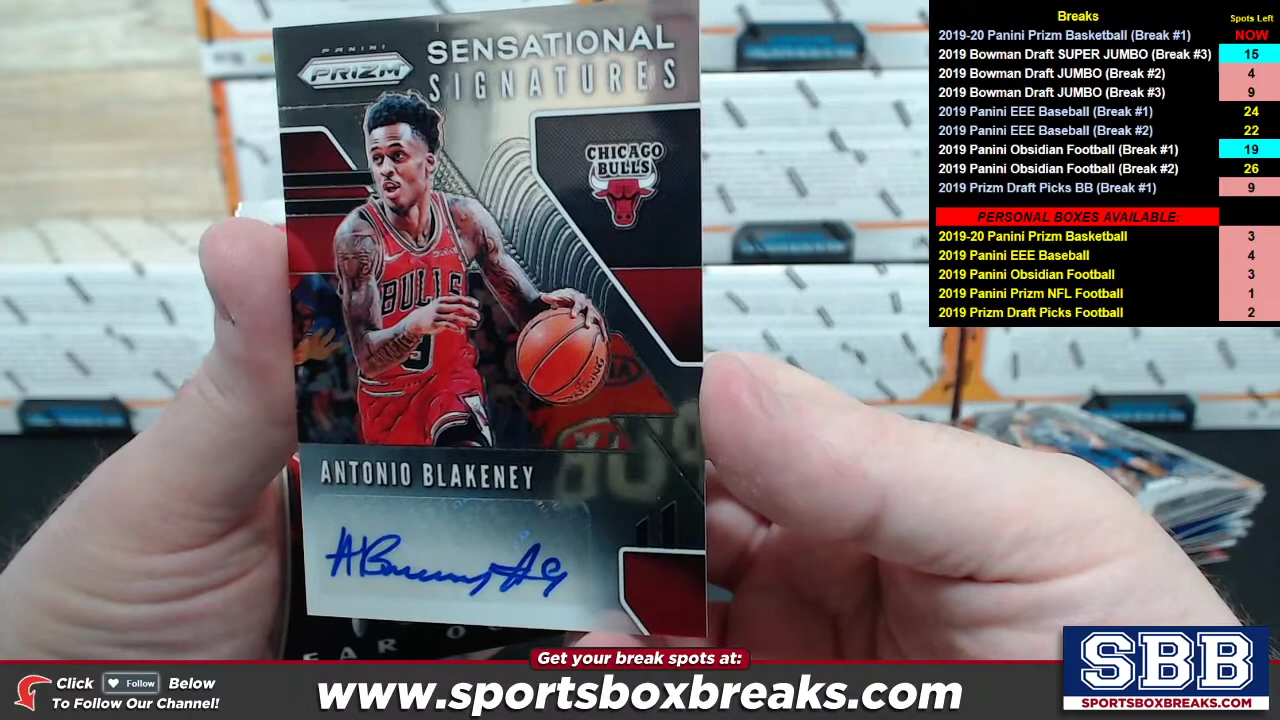 PANINI
PRIZM
SENSATIONAL
SIGNATURES
CHICAGO
BULLS
BULLS
SPALDING
KIA
ANTONIO BLAKENEY
Breaks
Spots Left
2019-20 Panini Prizm Basketball (Break #1) NOW
2019 Bowman Draft SUPER JUMBO (Break #3) 15
2019 Bowman Draft JUMBO (Break #2) 4
2019 Bowman Draft JUMBO (Break #3) 9
2019 Panini EEE Baseball (Break #1) 24
2019 Panini EEE Baseball (Break #2) 22
2019 Panini Obsidian Football (Break #1) 19
2019 Panini Obsidian Football (Break #2) 26
2019 Prizm Draft Picks BB (Break #1) 9
PERSONAL BOXES AVAILABLE:
2019-20 Panini Prizm Basketball 3
2019 Panini EEE Baseball 4
2019 Panini Obsidian Football 3
2019 Panini Prizm NFL Football 1
2019 Prizm Draft Picks Football 2
Get your break spots at:
Click Follow Below
To Follow Our Channel!
www.sportsboxbreaks.com
SBB
SPORTSBOXBREAKS.COM